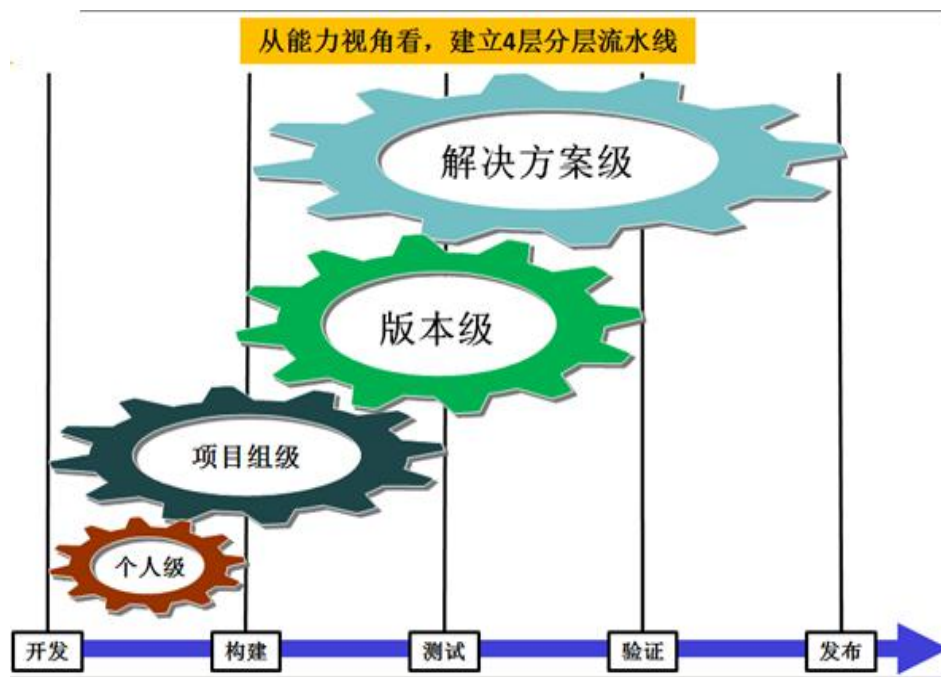 从能力视角看，建立4层分层流水线
解决方案级
版本级
项目组级
个人级
开发
构建
测试
验证
发布